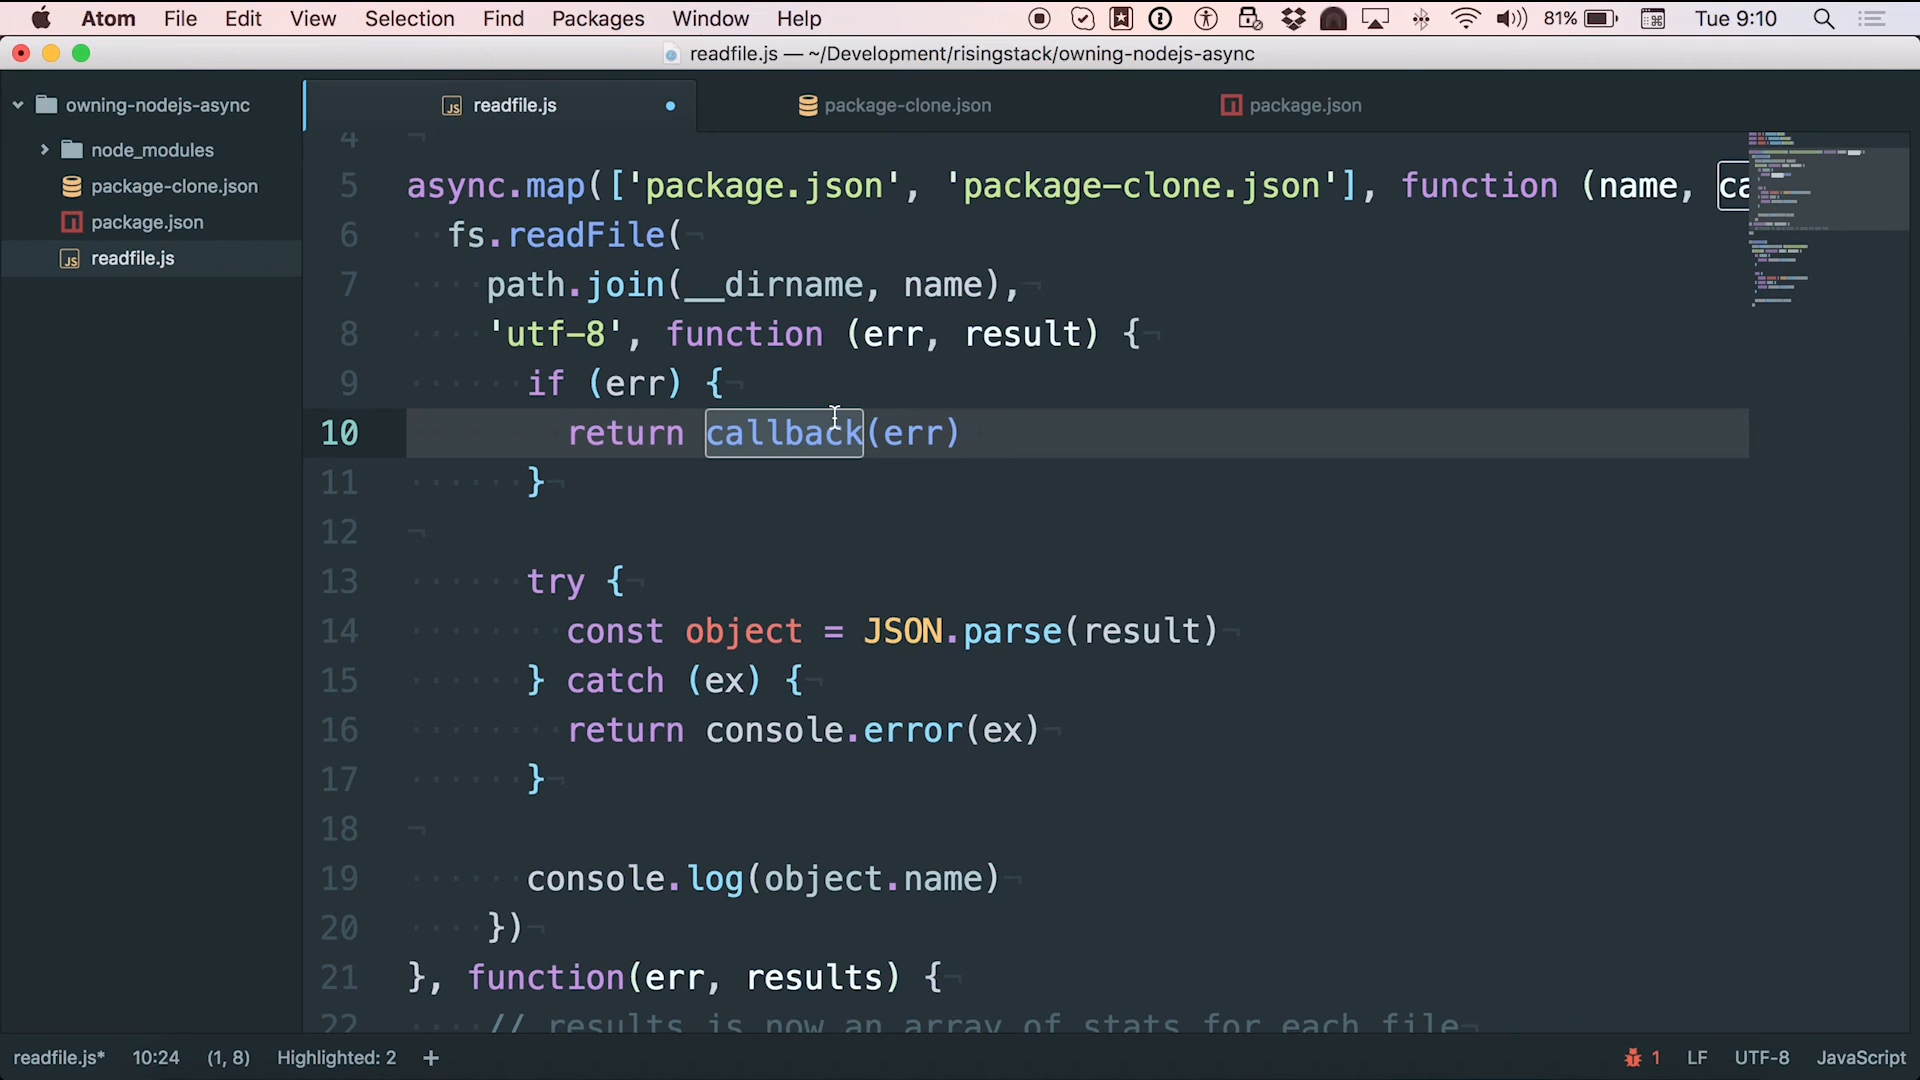 Atom File Edit View Selection Find Packages Window Help 81% Tue 9:10
readfile.js — ~/Development/risingstack/owning-nodejs-async
owning-nodejs-async
node_modules
package-clone.json
package.json
readfile.js
readfile.js package-clone.json package.json
4
5 async.map(['package.json', 'package-clone.json'], function (name, ca
6 fs.readFile(
7 path.join(__dirname, name),
8 'utf-8', function (err, result) {
9 if (err) {
10 return callback(err)
11 }
12
13 try {
14 const object = JSON.parse(result)
15 } catch (ex) {
16 return console.error(ex)
17 }
18
19 console.log(object.name)
20 })
21 }, function(err, results) {
22 // results is now an array of stats for each file
readfile.js* 10:24 (1, 8) Highlighted: 2 + 1 LF UTF-8 JavaScript